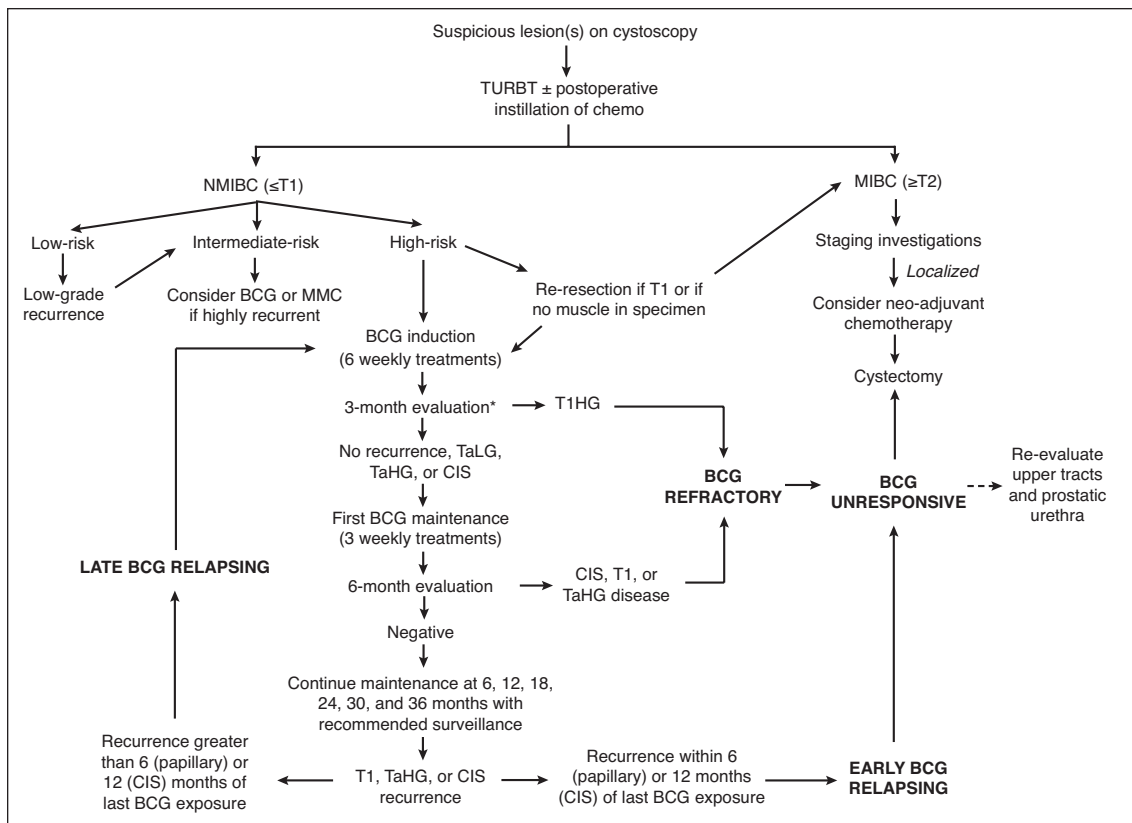 Suspicious lesion(s) on cystoscopy
TURBT ± postoperative
instillation of chemo
NMIBC (≤T1)
MIBC (≥T2)
Low-risk
Intermediate-risk
High-risk
Staging investigations
Localized
Low-grade
recurrence
Consider BCG or MMC
if highly recurrent
Re-resection if T1 or if
no muscle in specimen
Consider neo-adjuvant
chemotherapy
BCG induction
(6 weekly treatments)
Cystectomy
3-month evaluation*
T1HG
No recurrence, TaLG,
TaHG, or CIS
BCG
REFRACTORY
BCG
UNRESPONSIVE
Re-evaluate
upper tracts
and prostatic
urethra
First BCG maintenance
(3 weekly treatments)
LATE BCG RELAPSING
6-month evaluation
CIS, T1, or
TaHG disease
Negative
Continue maintenance at 6, 12, 18,
24, 30, and 36 months with
recommended surveillance
Recurrence greater
than 6 (papillary) or
12 (CIS) months of
last BCG exposure
T1, TaHG, or CIS
recurrence
Recurrence within 6
(papillary) or 12 months
(CIS) of last BCG exposure
EARLY BCG
RELAPSING